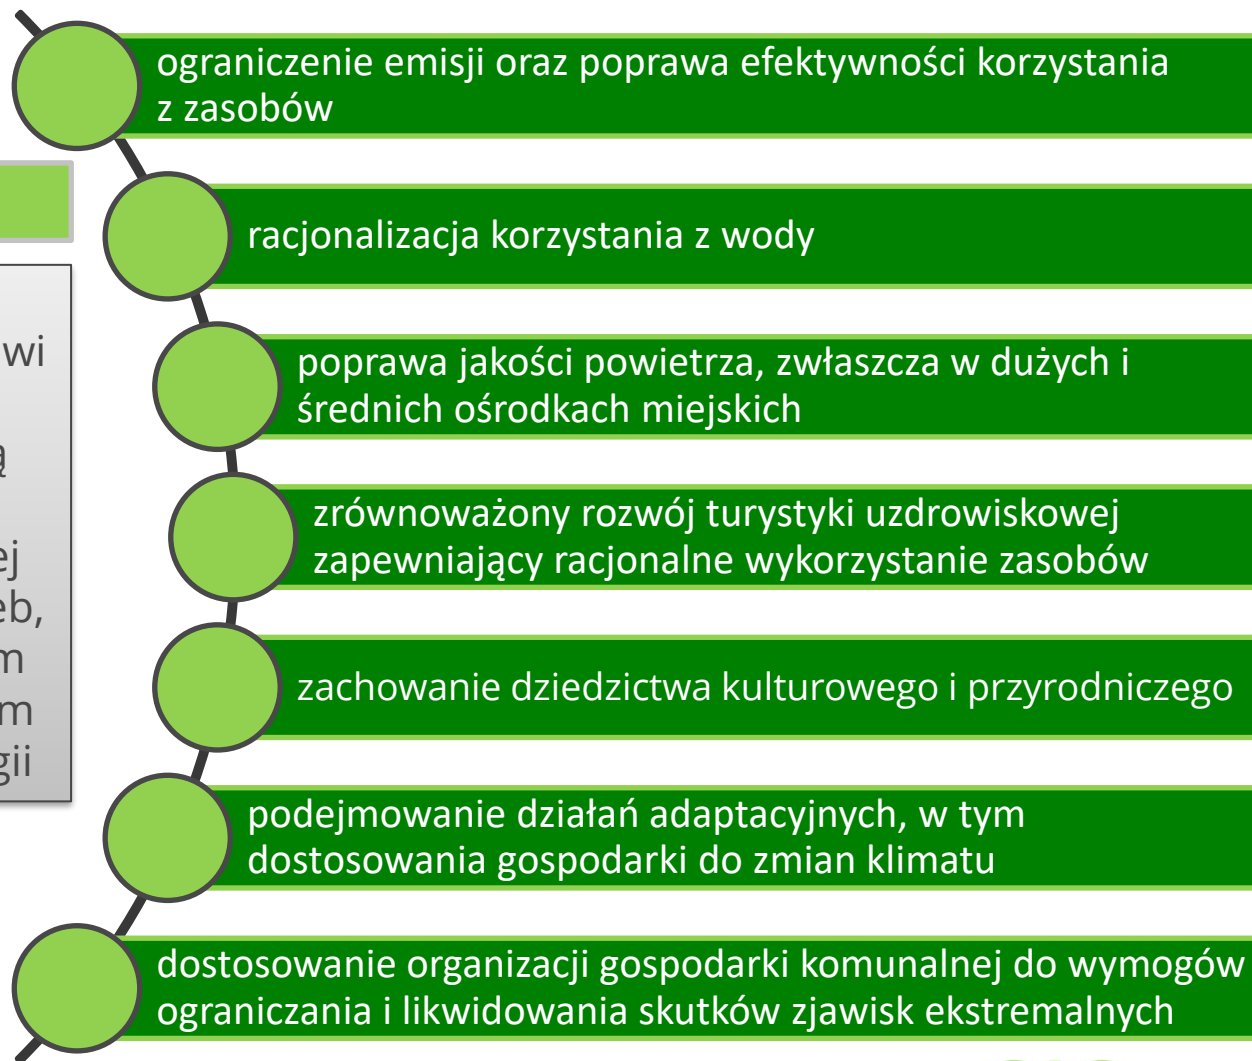 ograniczenie emisji oraz poprawa efektywności korzystania
z zasobów
racjonalizacja korzystania z wody
poprawa jakości powietrza, zwłaszcza w dużych i
średnich ośrodkach miejskich
zrównoważony rozwój turystyki uzdrowiskowej
zapewniający racjonalne wykorzystanie zasobów
zachowanie dziedzictwa kulturowego i przyrodniczego
podejmowanie działań adaptacyjnych, w tym
dostosowania gospodarki do zmian klimatu
dostosowanie organizacji gospodarki komunalnej do wymogów
ograniczania i likwidowania skutków zjawisk ekstremalnych